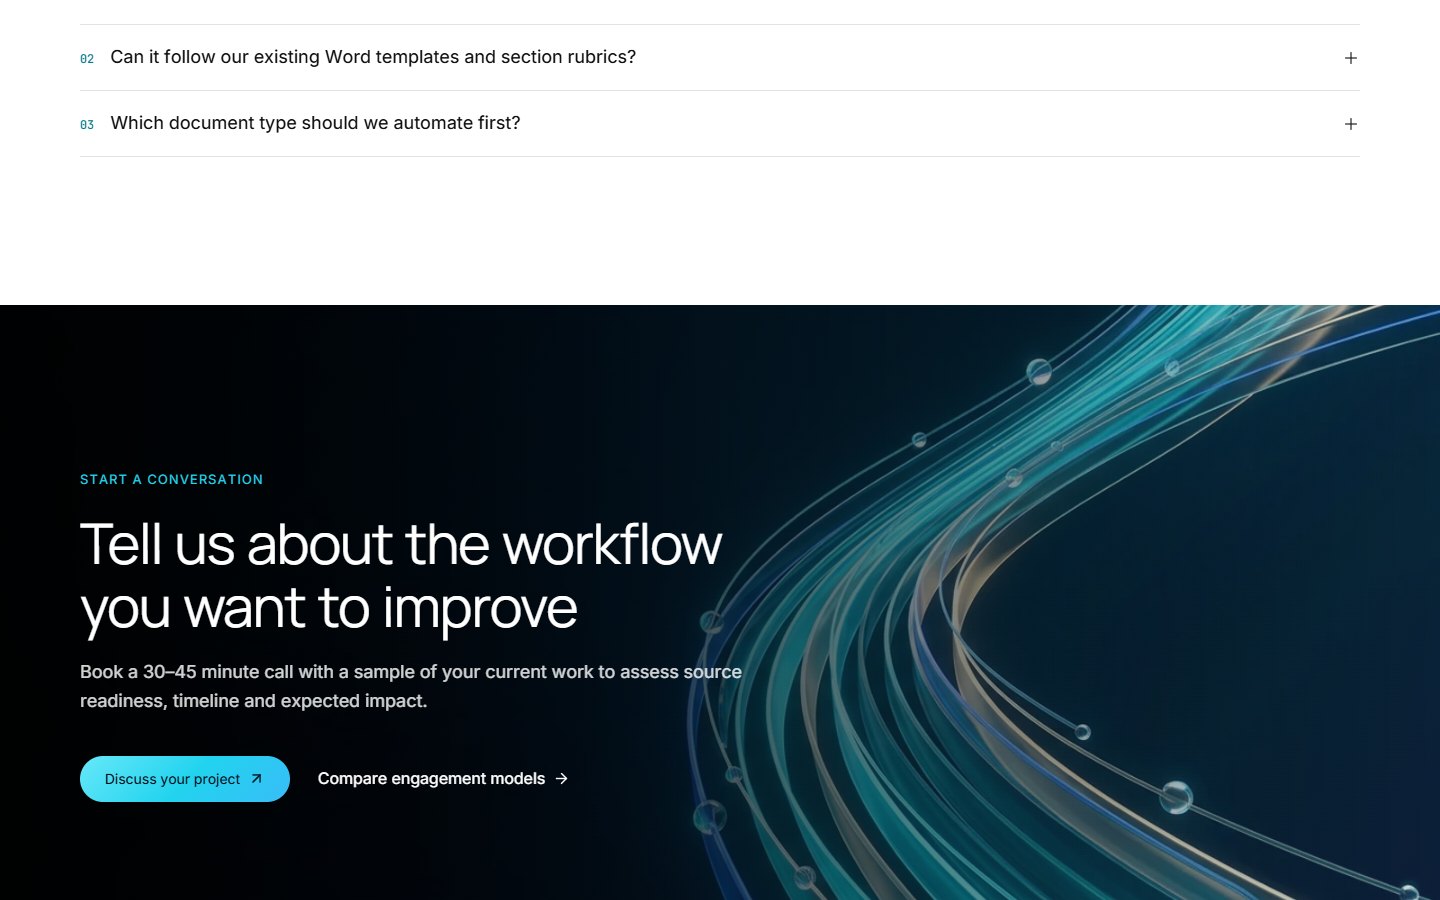 02 Can it follow our existing Word templates and section rubrics?
03 Which document type should we automate first?
START A CONVERSATION
Tell us about the workflow
you want to improve
Book a 30–45 minute call with a sample of your current work to assess source
readiness, timeline and expected impact.
Discuss your project
Compare engagement models